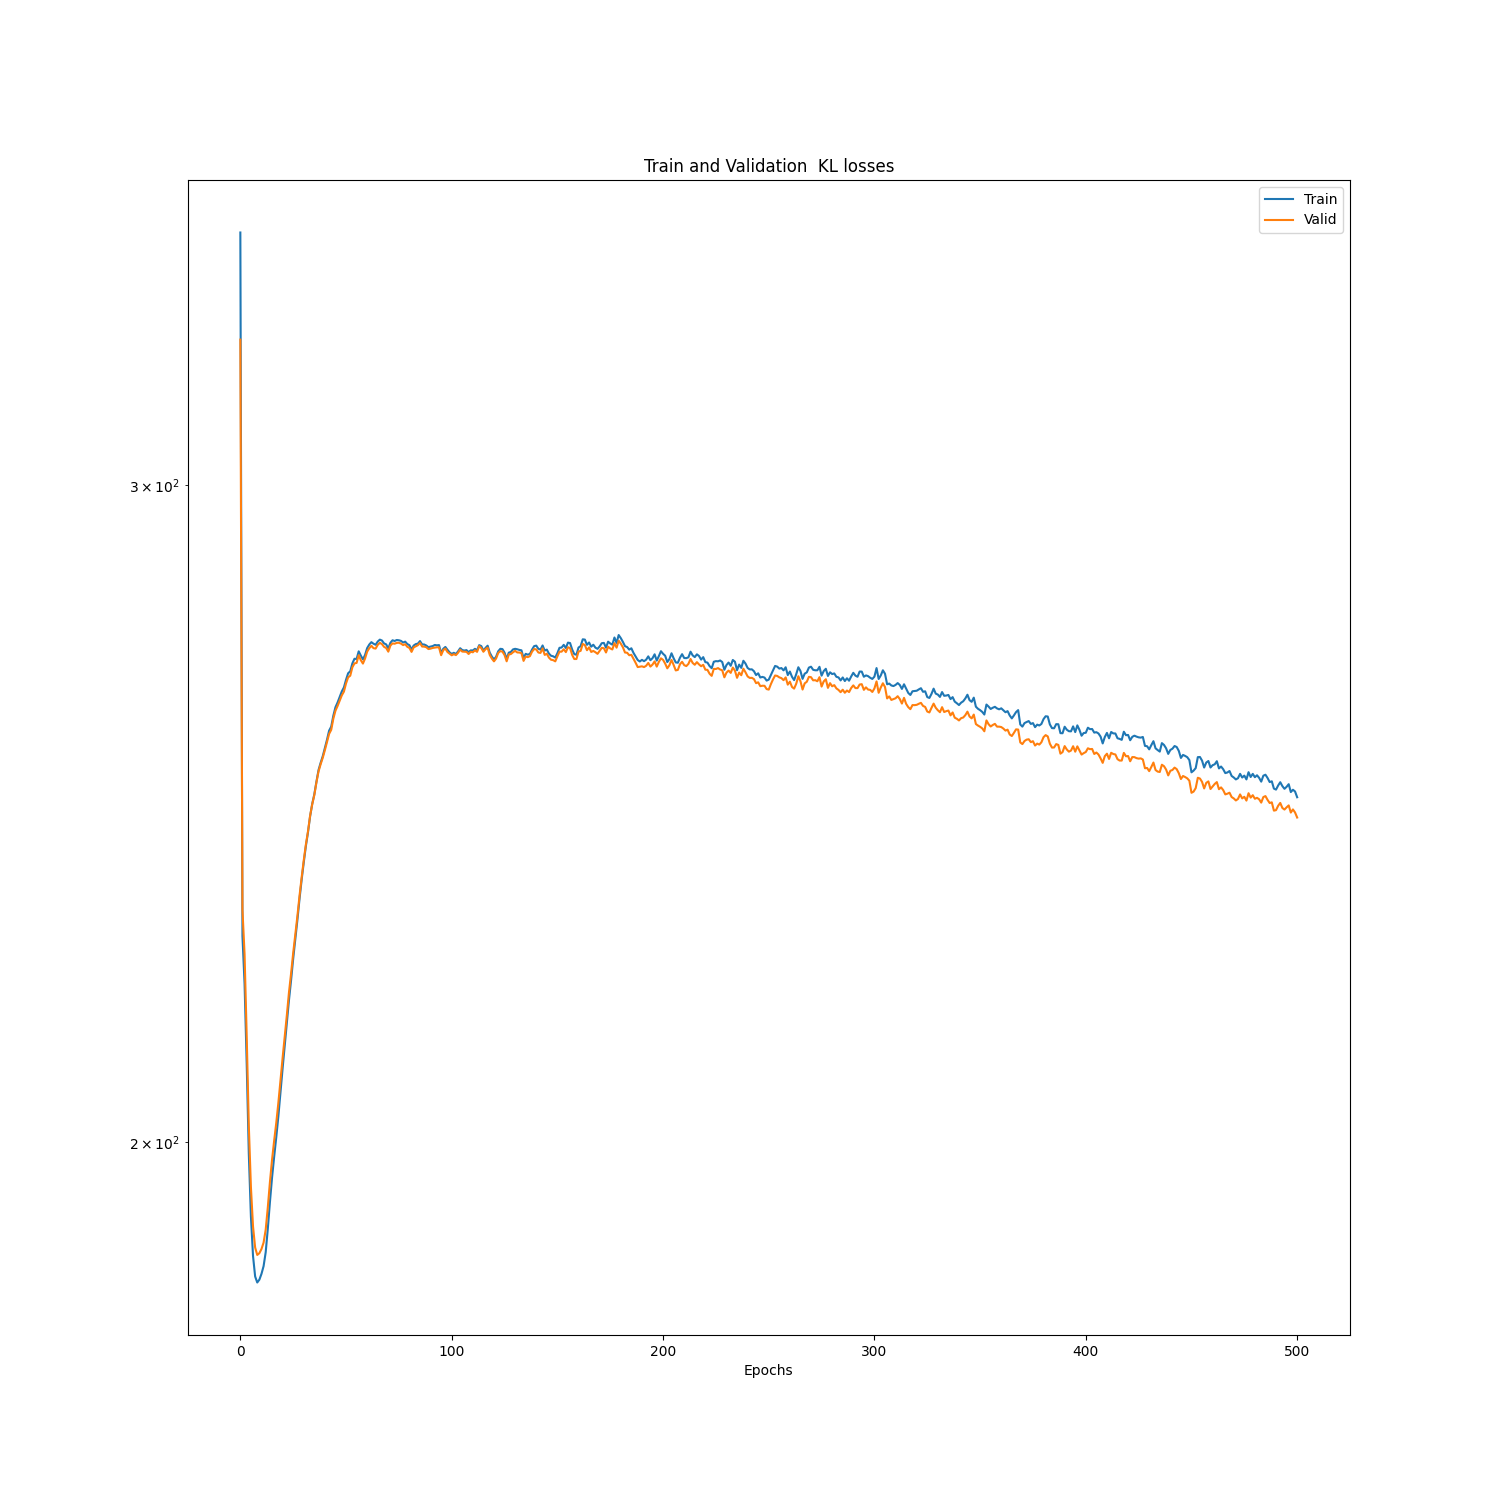 Train and Validation  KL losses
Train
Valid
3 × 10²
2 × 10²
0 100 200 300 400 500
Epochs